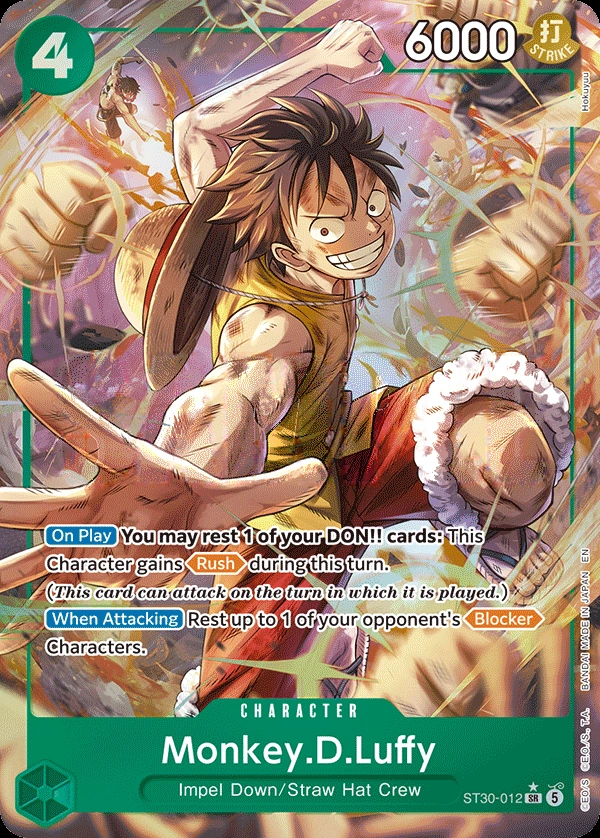 4
6000
打
STRIKE
Hokuyuu
On Play You may rest 1 of your DON!! cards: This
Character gains Rush during this turn.
(This card can attack on the turn in which it is played.)
When Attacking Rest up to 1 of your opponent's Blocker
Characters.
CHARACTER
Monkey.D.Luffy
Impel Down/Straw Hat Crew
ST30-012 SR 5
©E.O/S., T.A. BANDAI MADE IN JAPAN EN